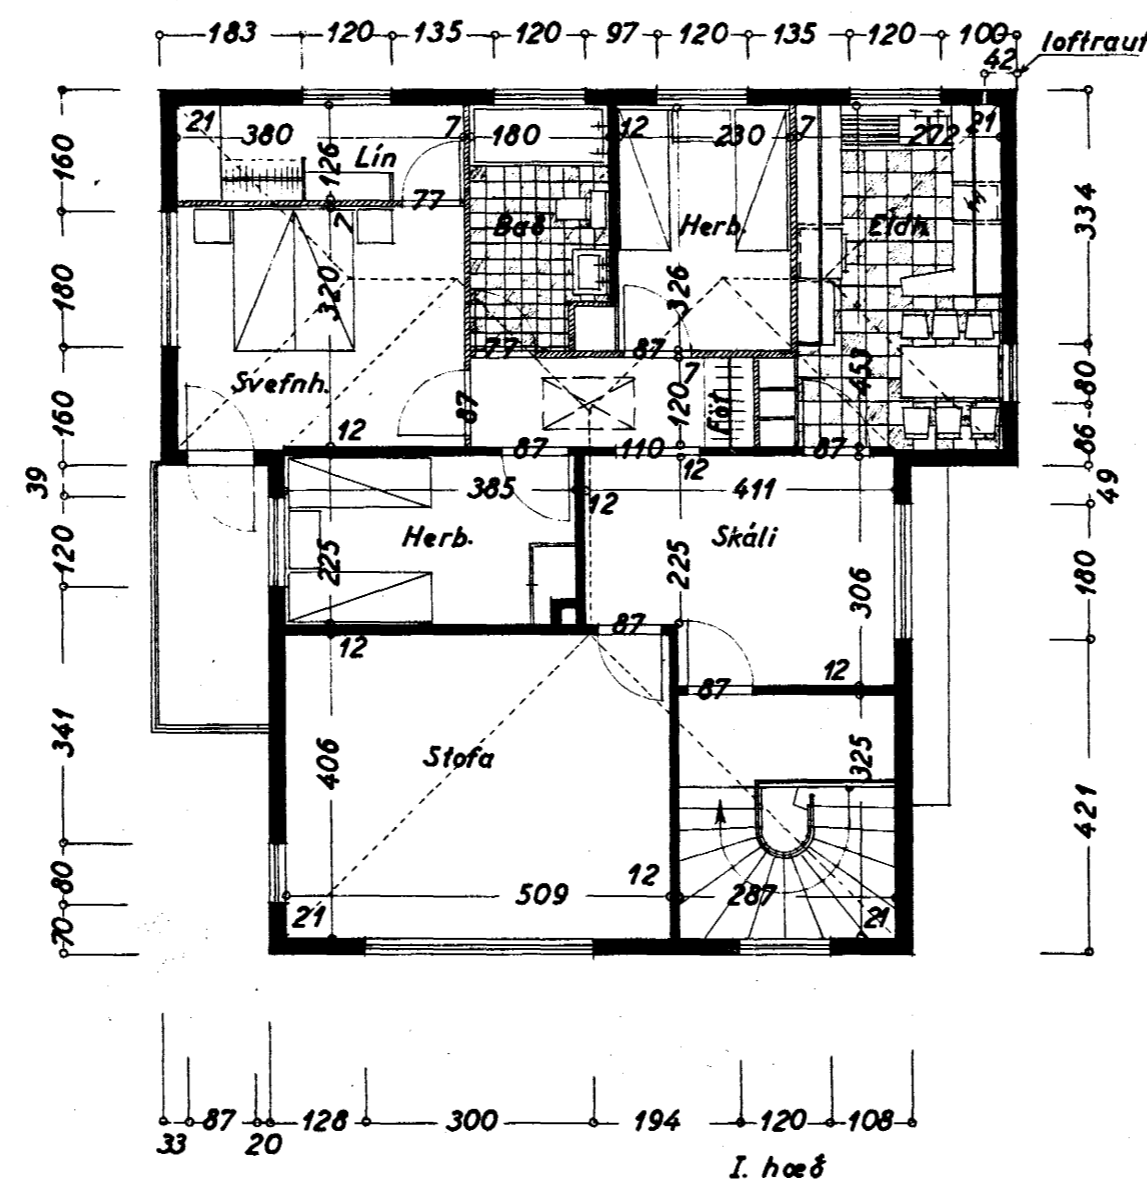 183 120 135 120 97 120 135 120 100
42 loftrauf
21 380 7 180 12 230 7 272 21
160 126 Lín 334
77
7 Bað Herb. Eldh.
180 320 326
77 87
7 453 80
Svefnh. 87 120 Föt
160 12 87 110 12 87 86
39 385 12 411 49
120 Herb. 225 225 Skáli 306 180
12 87 12
87
341 406 Stofa 325 421
80 509 12 287
70 21 21
33 87 20 128 300 194 120 108
I. hæð